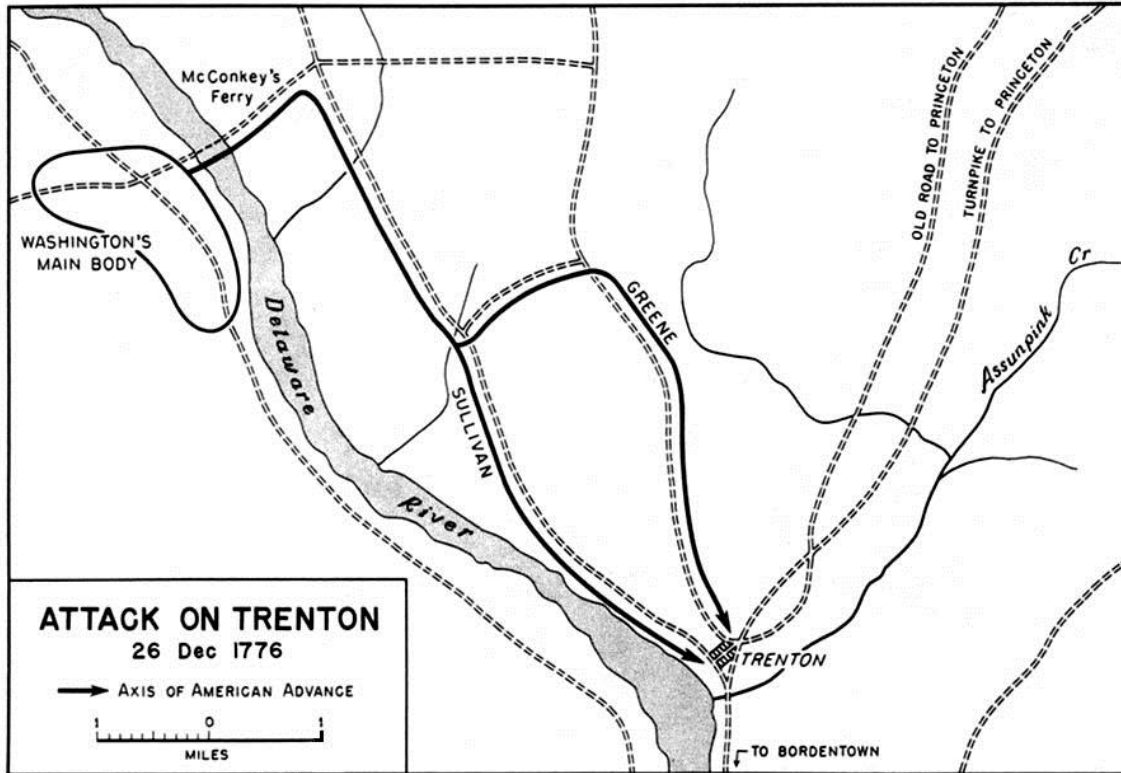 McConkey's
Ferry
WASHINGTON'S
MAIN BODY
Delaware
River
SULLIVAN
GREENE
OLD ROAD TO PRINCETON
TURNPIKE TO PRINCETON
Assunpink
Cr
TRENTON
TO BORDENTOWN
ATTACK ON TRENTON
26 Dec 1776
AXIS OF AMERICAN ADVANCE
1 0 1
MILES